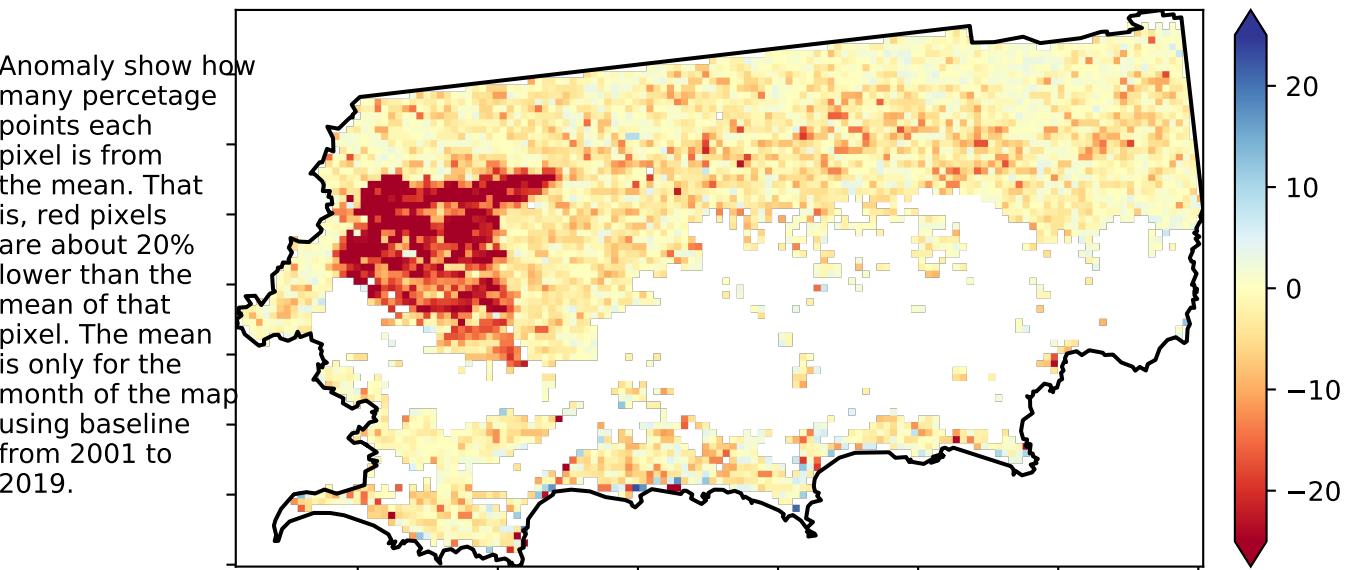 Anomaly show how
many percetage
points each
pixel is from
the mean. That
is, red pixels
are about 20%
lower than the
mean of that
pixel. The mean
is only for the
month of the map
using baseline
from 2001 to
2019.
20
10
0
−10
−20